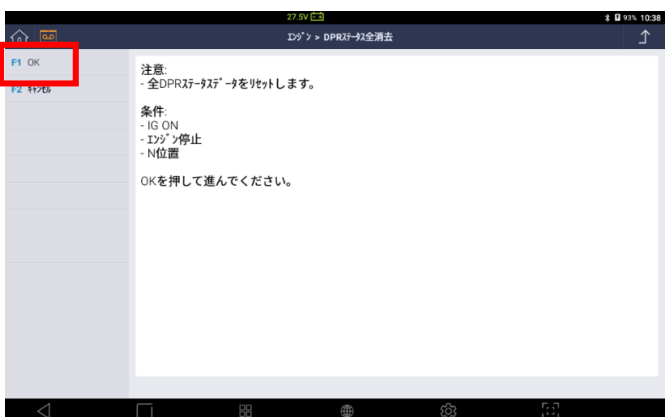 27.5V
93% 10:38
ｴﾝｼﾞﾝ > DPRｽﾃｰﾀｽ全消去
F1 OK
F2 ｷｬﾝｾﾙ
注意:
- 全DPRｽﾃｰﾀｽﾃﾞｰﾀをﾘｾｯﾄします。
条件:
- IG ON
- ｴﾝｼﾞﾝ停止
- N位置
OKを押して進んでください。